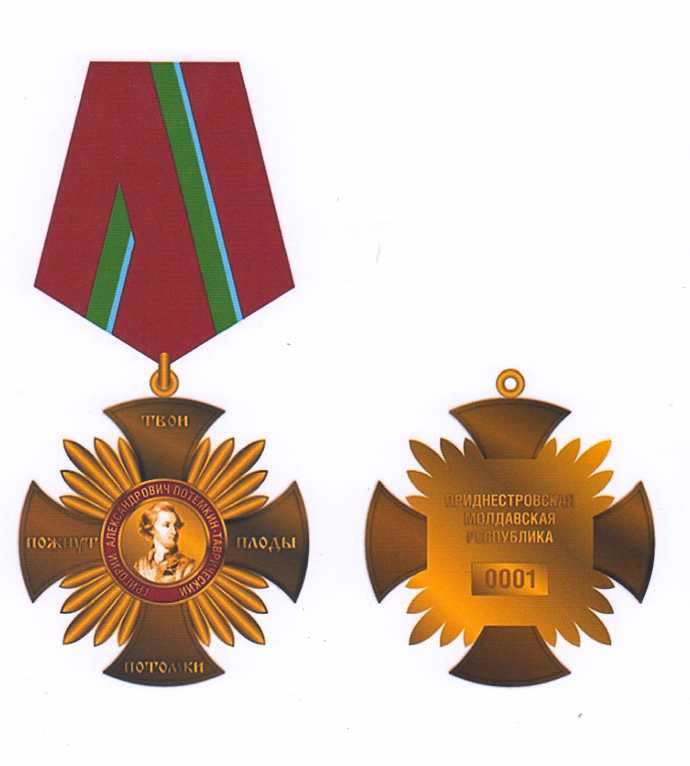 ТВОИ
ПОЖНУТ
ПЛОДЫ
ПОТОМКИ
ГРИГОРИЙ АЛЕКСАНДРОВИЧ ПОТЕМКИН-ТАВРИЧЕСКИЙ
ПРИДНЕСТРОВСКАЯ
МОЛДАВСКАЯ
РЕСПУБЛИКА
0001